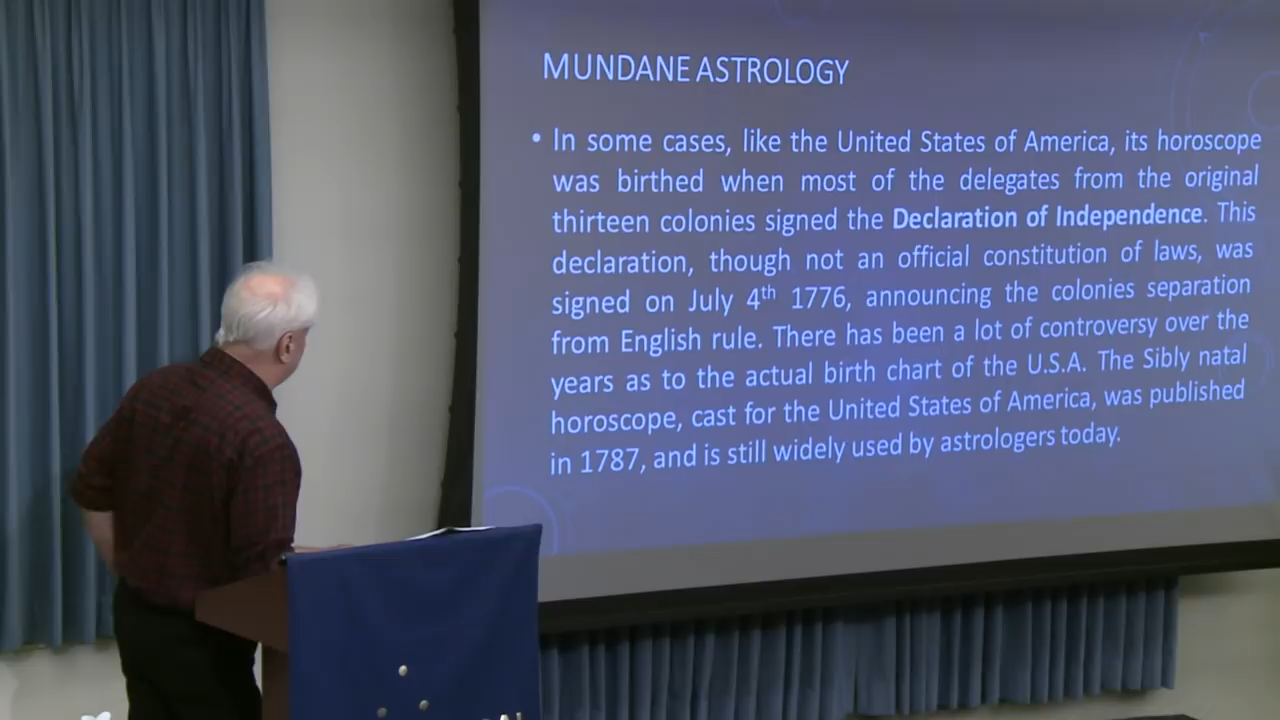 MUNDANE ASTROLOGY
• In some cases, like the United States of America, its horoscope
was birthed when most of the delegates from the original
thirteen colonies signed the Declaration of Independence. This
declaration, though not an official constitution of laws, was
signed on July 4th 1776, announcing the colonies separation
from English rule. There has been a lot of controversy over the
years as to the actual birth chart of the U.S.A. The Sibly natal
horoscope, cast for the United States of America, was published
in 1787, and is still widely used by astrologers today.